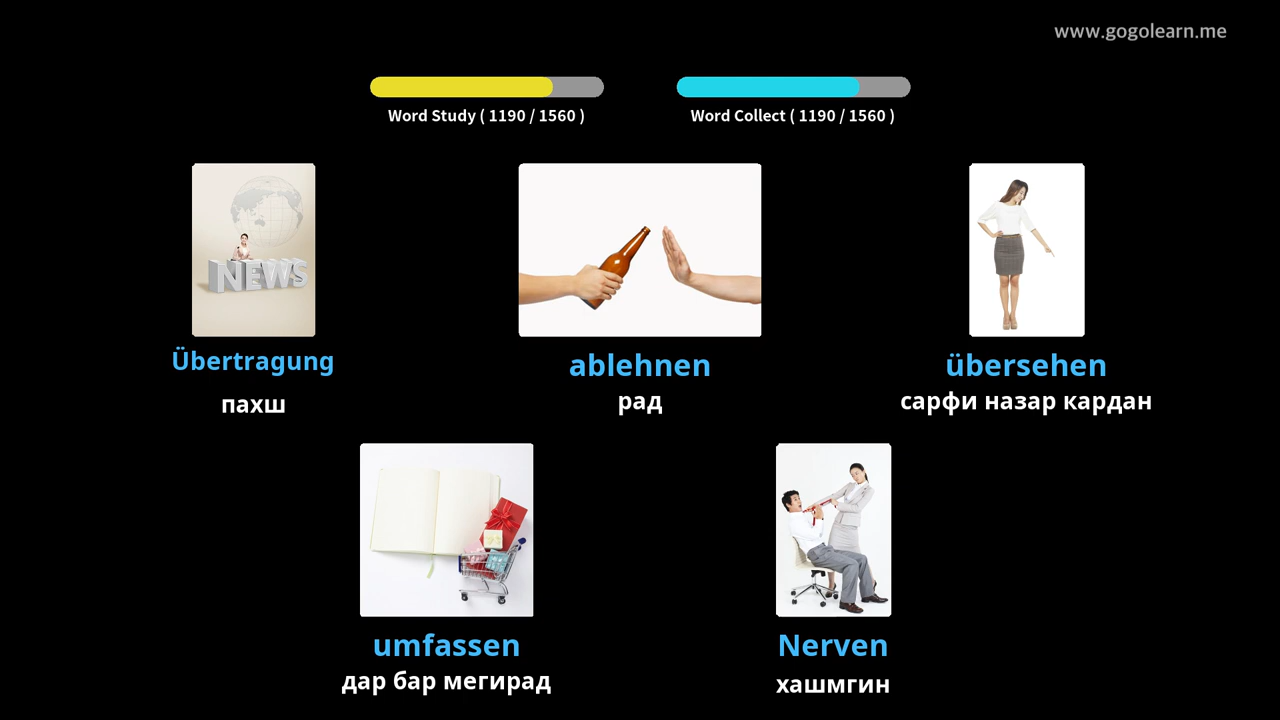 www.gogolearn.me
Word Study ( 1190 / 1560 )
Word Collect ( 1190 / 1560 )
NEWS
Übertragung
ablehnen
übersehen
пахш
рад
сарфи назар кардан
umfassen
Nerven
дар бар мегирад
хашмгин